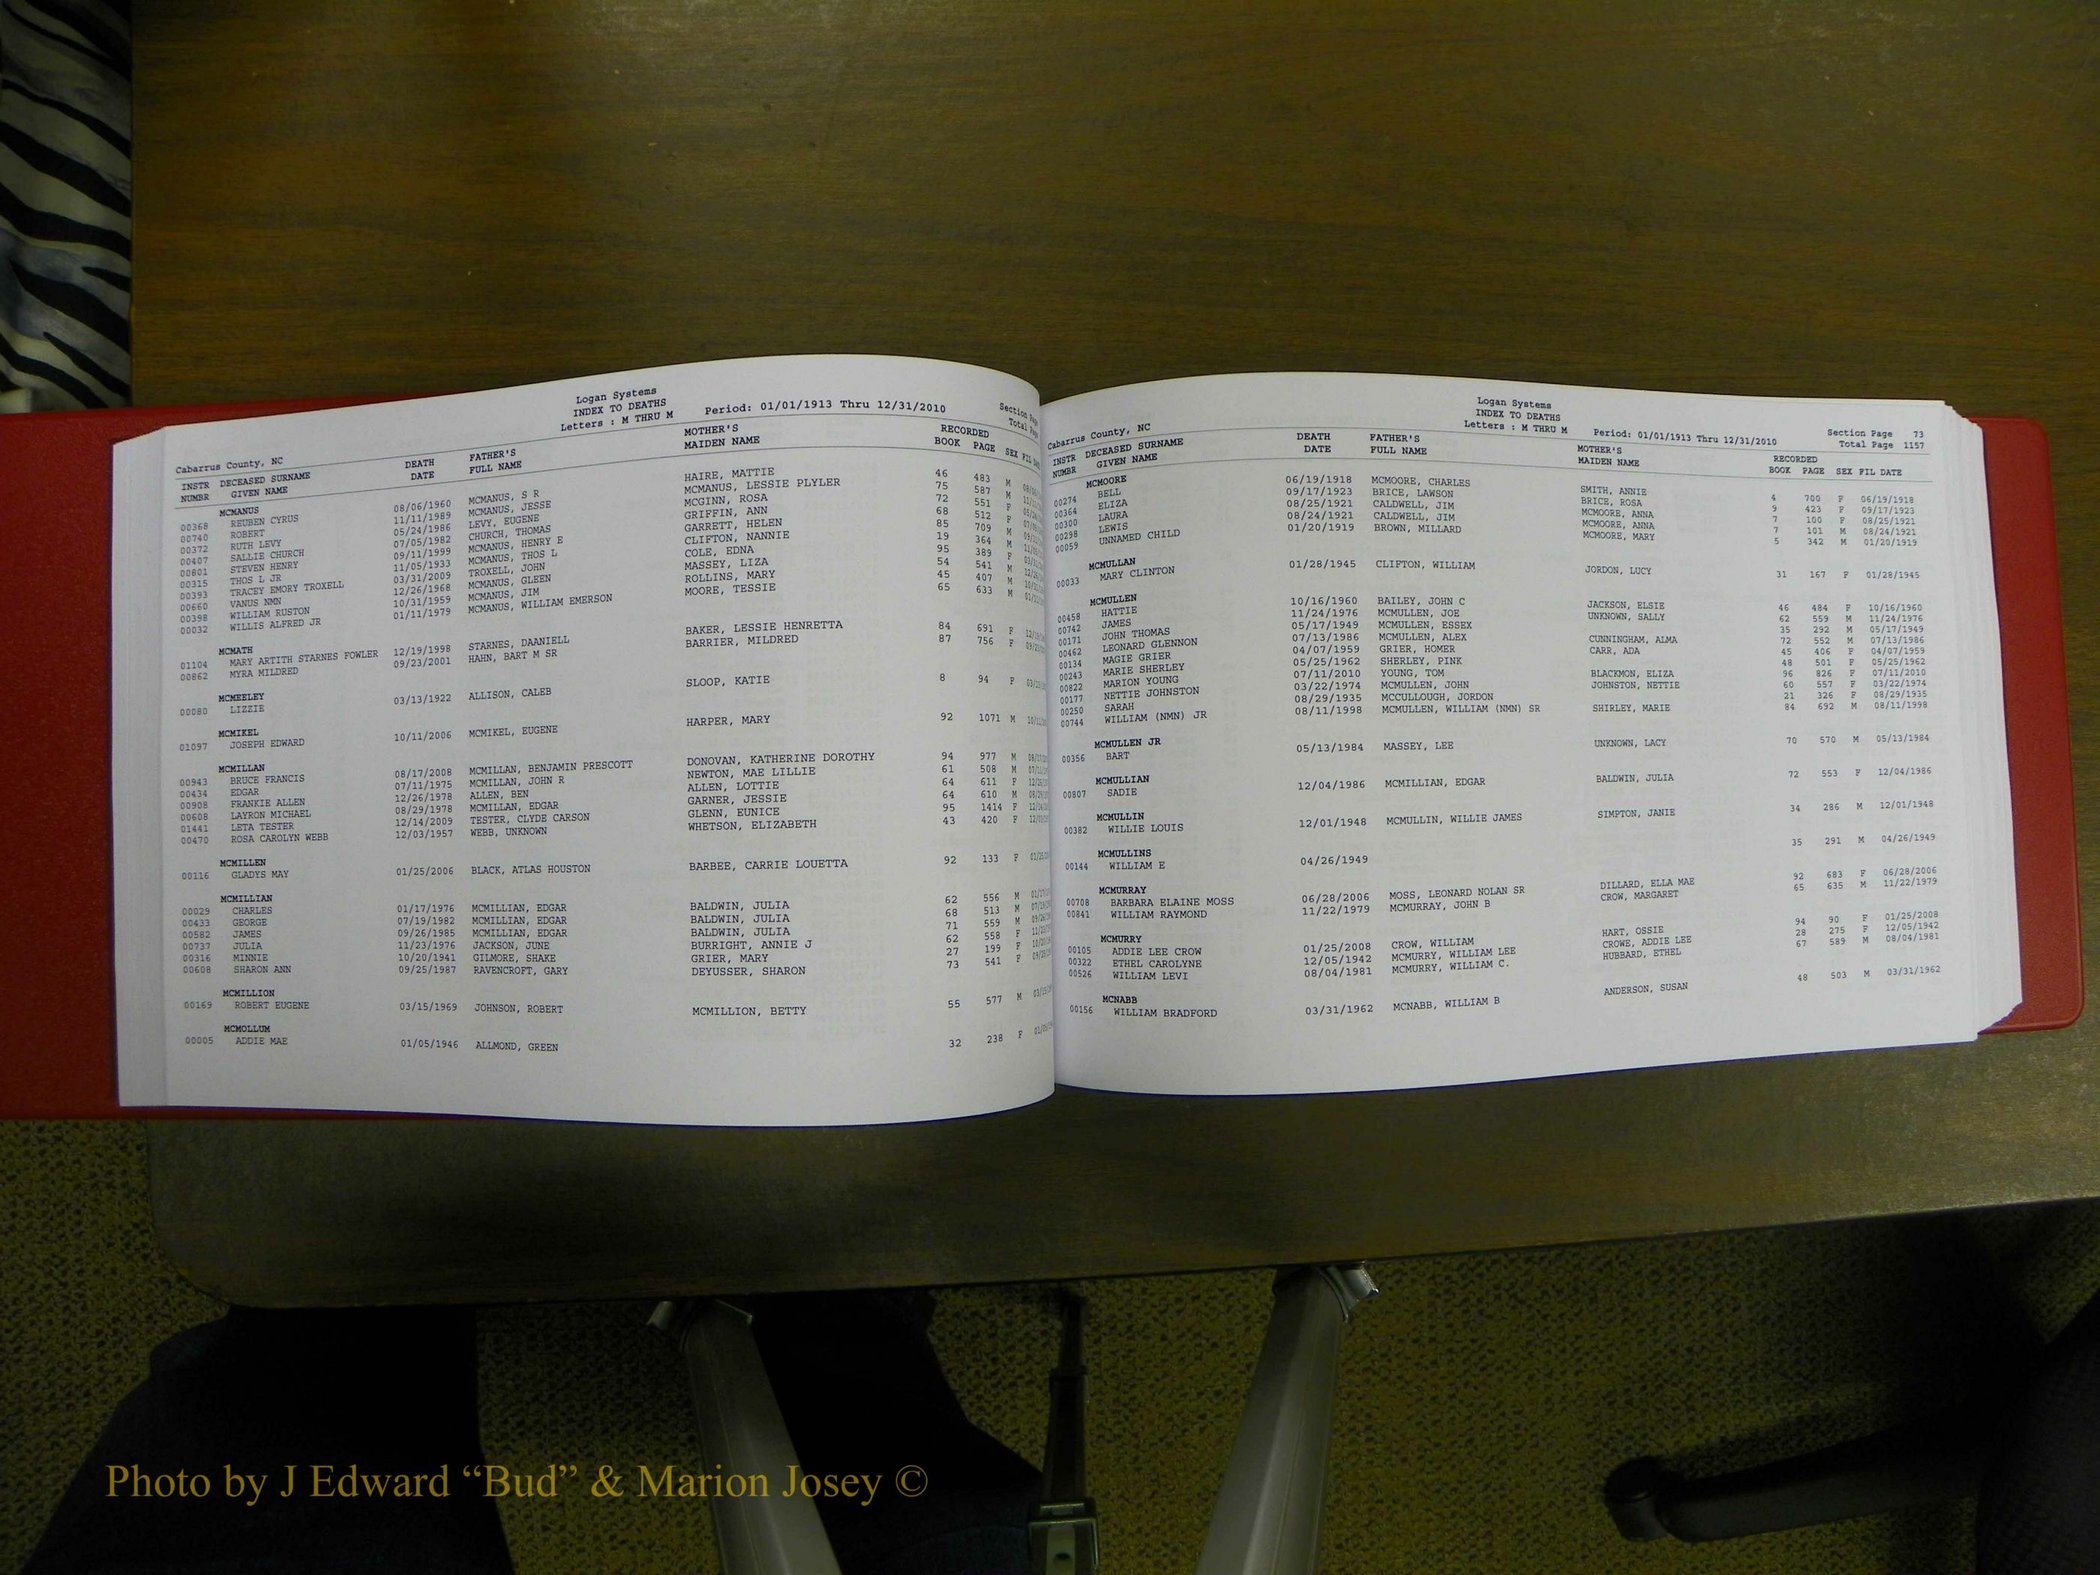 Logan Systems
INDEX TO DEATHS
Letters : M THRU M Period: 01/01/1913 Thru 12/31/2010
Section Page
Total Page
Cabarrus County, NC
INSTR DECEASED SURNAME DEATH FATHER'S MOTHER'S RECORDED
NUMBR GIVEN NAME DATE FULL NAME MAIDEN NAME BOOK PAGE SEX FIL DATE
MCMANUS
00368 REUBEN CYRUS 08/06/1960 MCMANUS, S R HAIRE, MATTIE 46 483 M
00740 ROBERT 11/11/1989 MCMANUS, JESSE MCMANUS, LESSIE PLYLER 75 587 M
00372 RUTH LEVY 05/24/1986 LEVY, EUGENE MCGINN, ROSA 72 551 F
00407 SALLIE CHURCH 07/05/1982 CHURCH, THOMAS GRIFFIN, ANN 68 512 F
00801 STEVEN HENRY 09/11/1999 MCMANUS, HENRY E GARRETT, HELEN 85 709 M
00315 THOS L JR 11/05/1933 MCMANUS, THOS L CLIFTON, NANNIE 19 364 M
00393 TRACEY EMORY TROXELL 03/31/2009 TROXELL, JOHN COLE, EDNA 95 389 F
00660 VANUS NMN 12/26/1968 MCMANUS, GLEEN MASSEY, LIZA 54 541 M
00398 WILLIAM RUSTON 10/31/1959 MCMANUS, JIM ROLLINS, MARY 45 407 M
00032 WILLIS ALFRED JR 01/11/1979 MCMANUS, WILLIAM EMERSON MOORE, TESSIE 65 633 M
MCMATH
01104 MARY ARTITH STARNES FOWLER 12/19/1998 STARNES, DAANIELL BAKER, LESSIE HENRETTA 84 691 F
00862 MYRA MILDRED 09/23/2001 HAHN, BART M SR BARRIER, MILDRED 87 756 F
MCMEELEY
00080 LIZZIE 03/13/1922 ALLISON, CALEB SLOOP, KATIE 8 94 F
MCMIKEL
01097 JOSEPH EDWARD 10/11/2006 MCMIKEL, EUGENE HARPER, MARY 92 1071 M
MCMILLAN
00943 BRUCE FRANCIS 08/17/2008 MCMILLAN, BENJAMIN PRESCOTT DONOVAN, KATHERINE DOROTHY 94 977 M
00434 EDGAR 07/11/1975 MCMILLAN, JOHN R NEWTON, MAE LILLIE 61 508 M
00908 FRANKIE ALLEN 12/26/1978 ALLEN, BEN ALLEN, LOTTIE 64 611 F
00608 LAYRON MICHAEL 08/29/1978 MCMILLAN, EDGAR GARNER, JESSIE 64 610 M
01441 LETA TESTER 12/14/2009 TESTER, CLYDE CARSON GLENN, EUNICE 95 1414 F
00470 ROSA CAROLYN WEBB 12/03/1957 WEBB, UNKNOWN WHETSON, ELIZABETH 43 420 F
MCMILLEN
00116 GLADYS MAY 01/25/2006 BLACK, ATLAS HOUSTON BARBEE, CARRIE LOUETTA 92 133 F
MCMILLIAN
00029 CHARLES 01/17/1976 MCMILLIAN, EDGAR BALDWIN, JULIA 62 556 M
00433 GEORGE 07/19/1982 MCMILLIAN, EDGAR BALDWIN, JULIA 68 513 M
00582 JAMES 09/26/1985 MCMILLIAN, EDGAR BALDWIN, JULIA 71 559 M
00737 JULIA 11/23/1976 JACKSON, JUNE BURRIGHT, ANNIE J 62 558 F
00316 MINNIE 10/20/1941 GILMORE, SHAKE GRIER, MARY 27 199 F
00608 SHARON ANN 09/25/1987 RAVENCROFT, GARY DEYUSSER, SHARON 73 541 F
MCMILLION
00169 ROBERT EUGENE 03/15/1969 JOHNSON, ROBERT MCMILLION, BETTY 55 577 M
MCMOLLUM
00005 ADDIE MAE 01/05/1946 ALLMOND, GREEN 32 238 F
Logan Systems
INDEX TO DEATHS
Letters : M THRU M Period: 01/01/1913 Thru 12/31/2010
Section Page 73
Total Page 1157
Cabarrus County, NC
INSTR DECEASED SURNAME DEATH FATHER'S MOTHER'S RECORDED
NUMBR GIVEN NAME DATE FULL NAME MAIDEN NAME BOOK PAGE SEX FIL DATE
MCMOORE
00274 BELL 06/19/1918 MCMOORE, CHARLES SMITH, ANNIE 4 700 F 06/19/1918
00364 ELIZA 09/17/1923 BRICE, LAWSON BRICE, ROSA 9 423 F 09/17/1923
00300 LAURA 08/25/1921 CALDWELL, JIM MCMOORE, ANNA 7 100 F 08/25/1921
00298 LEWIS 08/24/1921 CALDWELL, JIM MCMOORE, ANNA 7 101 M 08/24/1921
00059 UNNAMED CHILD 01/20/1919 BROWN, MILLARD MCMOORE, MARY 5 342 M 01/20/1919
MCMULLAN
00033 MARY CLINTON 01/28/1945 CLIFTON, WILLIAM JORDON, LUCY 31 167 F 01/28/1945
MCMULLEN
00458 HATTIE 10/16/1960 BAILEY, JOHN C JACKSON, ELSIE 46 484 F 10/16/1960
00742 JAMES 11/24/1976 MCMULLEN, JOE UNKNOWN, SALLY 62 559 M 11/24/1976
00171 JOHN THOMAS 05/17/1949 MCMULLEN, ESSEX 35 292 M 05/17/1949
00462 LEONARD GLENNON 07/13/1986 MCMULLEN, ALEX CUNNINGHAM, ALMA 72 552 M 07/13/1986
00134 MAGIE GRIER 04/07/1959 GRIER, HOMER CARR, ADA 45 406 F 04/07/1959
00243 MARIE SHERLEY 05/25/1962 SHERLEY, PINK 48 501 F 05/25/1962
00822 MARION YOUNG 07/11/2010 YOUNG, TOM BLACKMON, ELIZA 96 826 F 07/11/2010
00177 NETTIE JOHNSTON 03/22/1974 MCMULLEN, JOHN JOHNSTON, NETTIE 60 557 F 03/22/1974
00250 SARAH 08/29/1935 MCCULLOUGH, JORDON 21 326 F 08/29/1935
00744 WILLIAM (NMN) JR 08/11/1998 MCMULLEN, WILLIAM (NMN) SR SHIRLEY, MARIE 84 692 M 08/11/1998
MCMULLEN JR
00356 BART 05/13/1984 MASSEY, LEE UNKNOWN, LACY 70 570 M 05/13/1984
MCMULLIAN
00807 SADIE 12/04/1986 MCMILLIAN, EDGAR BALDWIN, JULIA 72 553 F 12/04/1986
MCMULLIN
00382 WILLIE LOUIS 12/01/1948 MCMULLIN, WILLIE JAMES SIMPTON, JANIE 34 286 M 12/01/1948
MCMULLINS
00144 WILLIAM E 04/26/1949 35 291 M 04/26/1949
MCMURRAY
00708 BARBARA ELAINE MOSS 06/28/2006 MOSS, LEONARD NOLAN SR DILLARD, ELLA MAE 92 683 F 06/28/2006
00841 WILLIAM RAYMOND 11/22/1979 MCMURRAY, JOHN B CROW, MARGARET 65 635 M 11/22/1979
MCMURRY
00105 ADDIE LEE CROW 01/25/2008 CROW, WILLIAM HART, OSSIE 94 90 F 01/25/2008
00322 ETHEL CAROLYNE 12/05/1942 MCMURRY, WILLIAM LEE CROWE, ADDIE LEE 28 275 F 12/05/1942
00526 WILLIAM LEVI 08/04/1981 MCMURRY, WILLIAM C. HUBBARD, ETHEL 67 589 M 08/04/1981
MCNABB
00156 WILLIAM BRADFORD 03/31/1962 MCNABB, WILLIAM B ANDERSON, SUSAN 48 503 M 03/31/1962
Photo by J Edward “Bud” & Marion Josey ©